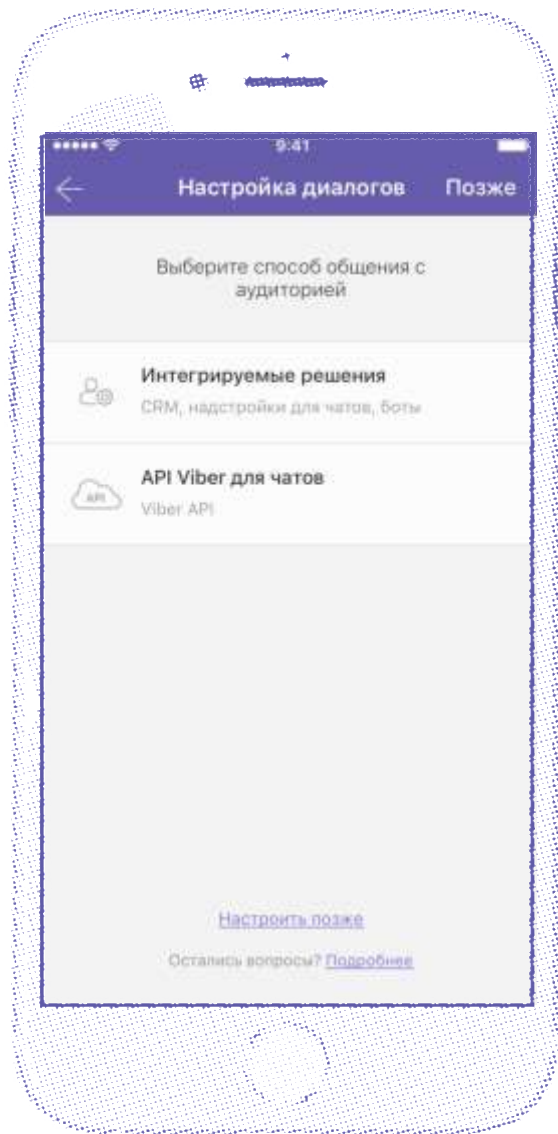 9:41
Настройка диалогов Позже
Выберите способ общения с
аудиторией
Интегрируемые решения
CRM, надстройки для чатов, боты
API Viber для чатов
API
Viber API
Настроить позже
Остались вопросы? Подробнее